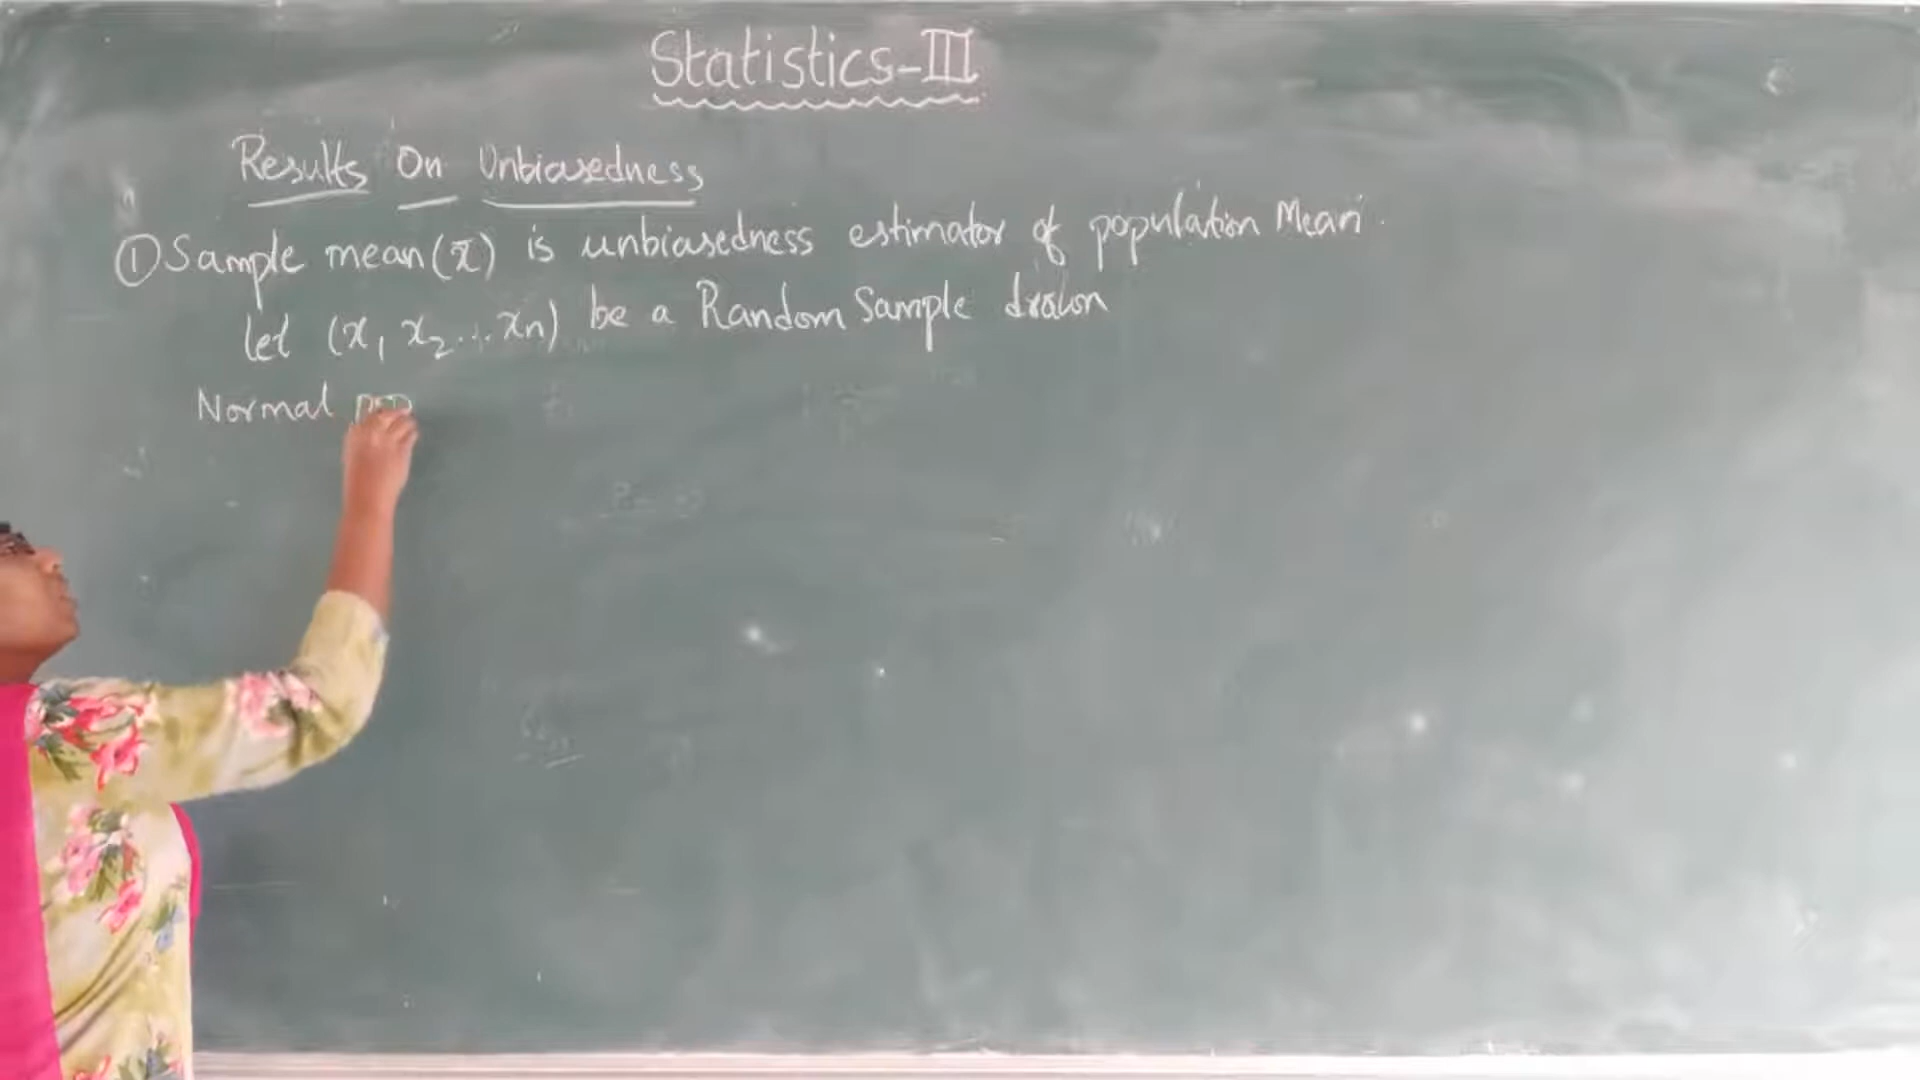 Statistics-III
Results On Unbiasedness
① Sample mean (x̄) is unbiasedness estimator of population Mean.
let (x₁ x₂... xn) be a Random Sample drawn
Normal pop